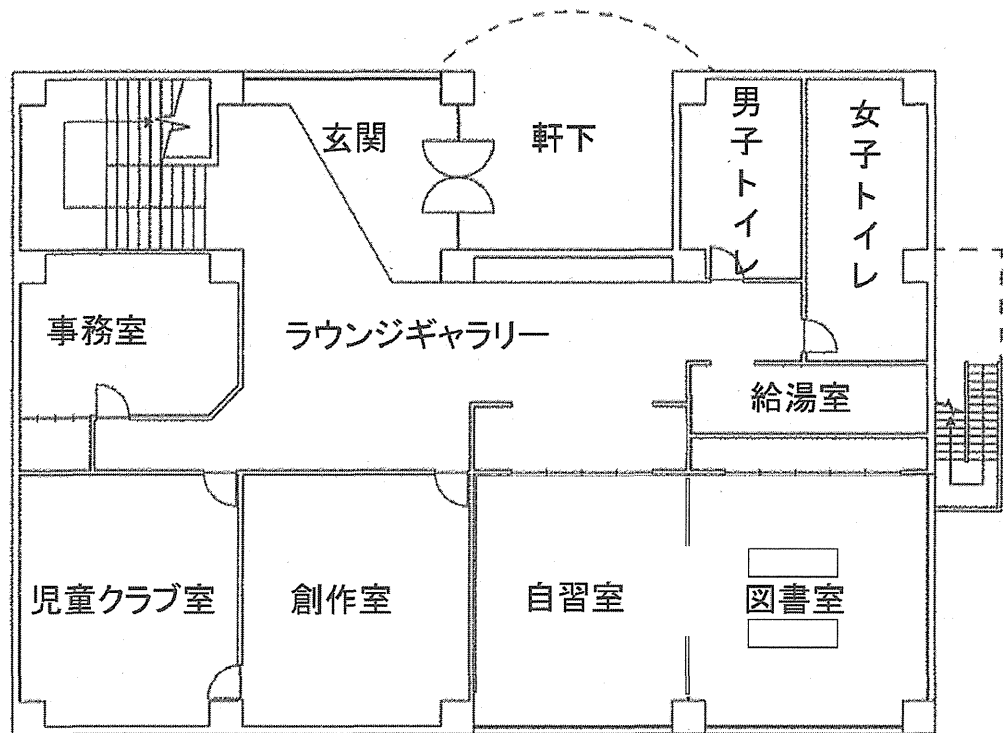 玄関
軒下
男子トイレ
女子トイレ
事務室
ラウンジギャラリー
給湯室
児童クラブ室
創作室
自習室
図書室